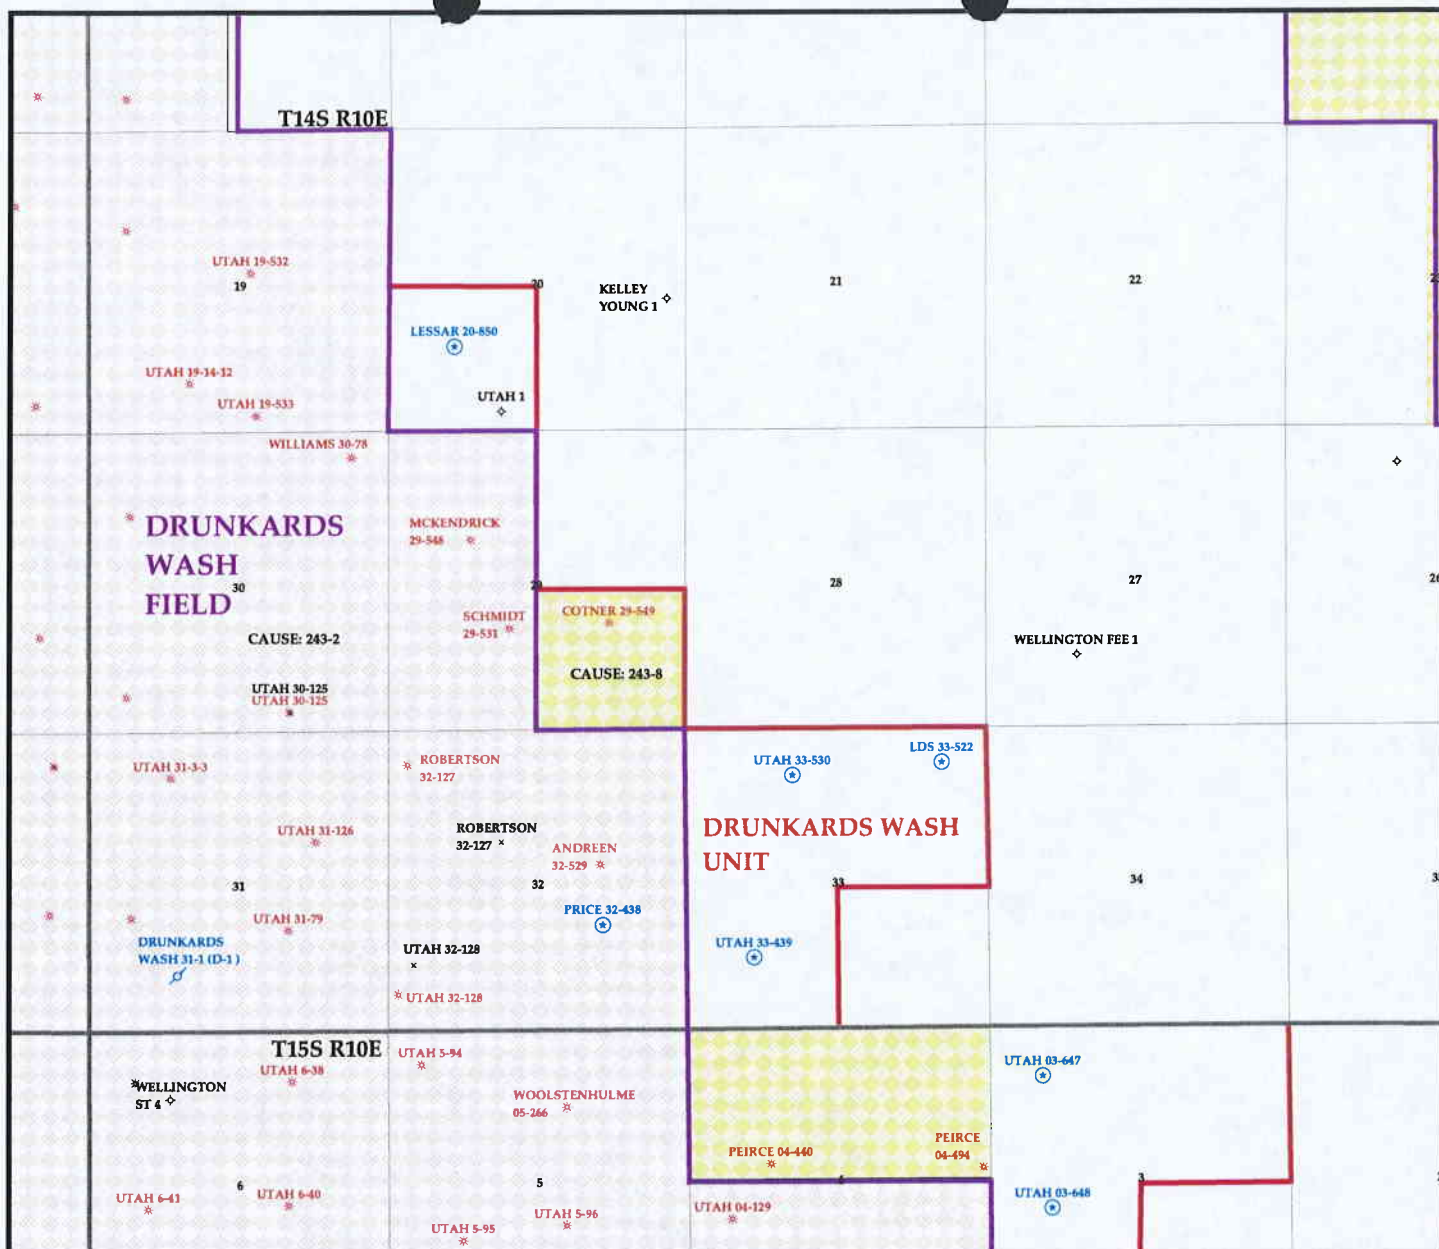 T14S R10E
UTAH 19-532
19
20
KELLEY
YOUNG 1
21
22
LESSAR 20-850
UTAH 19-14-12
UTAH 19-533
UTAH 1
WILLIAMS 30-78
DRUNKARDS
WASH
FIELD
30
CAUSE: 243-2
MCKENDRICK
29-548
29
28
27
SCHMIDT
29-531
COTNER 29-549
CAUSE: 243-8
WELLINGTON FEE 1
UTAH 30-125
UTAH 30-125
UTAH 31-3-3
ROBERTSON
32-127
UTAH 33-530
LDS 33-522
UTAH 31-126
ROBERTSON
32-127
ANDREEN
32-529
DRUNKARDS WASH
UNIT
31
32
33
34
UTAH 31-79
PRICE 32-438
DRUNKARDS
WASH 31-1 (D-1 )
UTAH 32-128
UTAH 33-439
UTAH 32-128
T15S R10E
UTAH 6-38
UTAH 5-94
UTAH 03-647
WELLINGTON
ST 4
WOOLSTENHULME
05-266
PEIRCE 04-440
PEIRCE
04-494
6
5
3
UTAH 6-41
UTAH 6-40
UTAH 5-95
UTAH 5-96
UTAH 04-129
UTAH 03-648